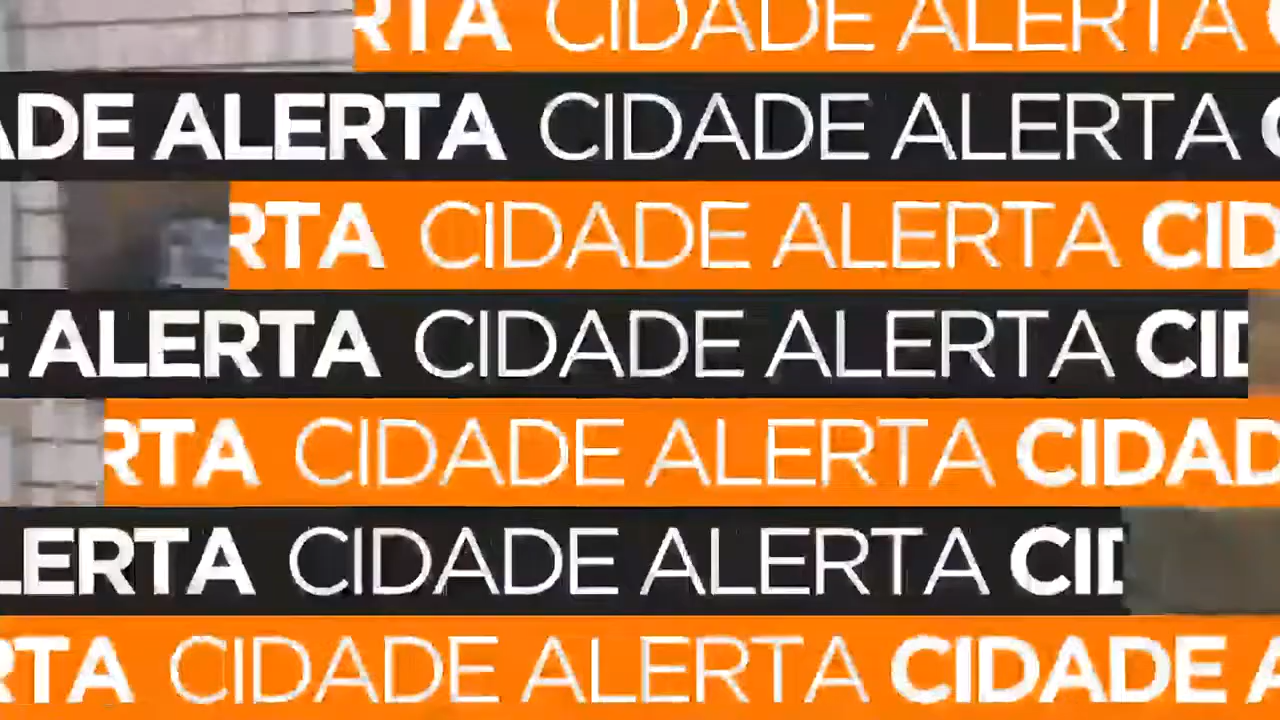 RTA CIDADE ALERTA
ADE ALERTA CIDADE ALERTA
RTA CIDADE ALERTA CID
E ALERTA CIDADE ALERTA CID
RTA CIDADE ALERTA CIDAD
LERTA CIDADE ALERTA CID
RTA CIDADE ALERTA CIDADE A